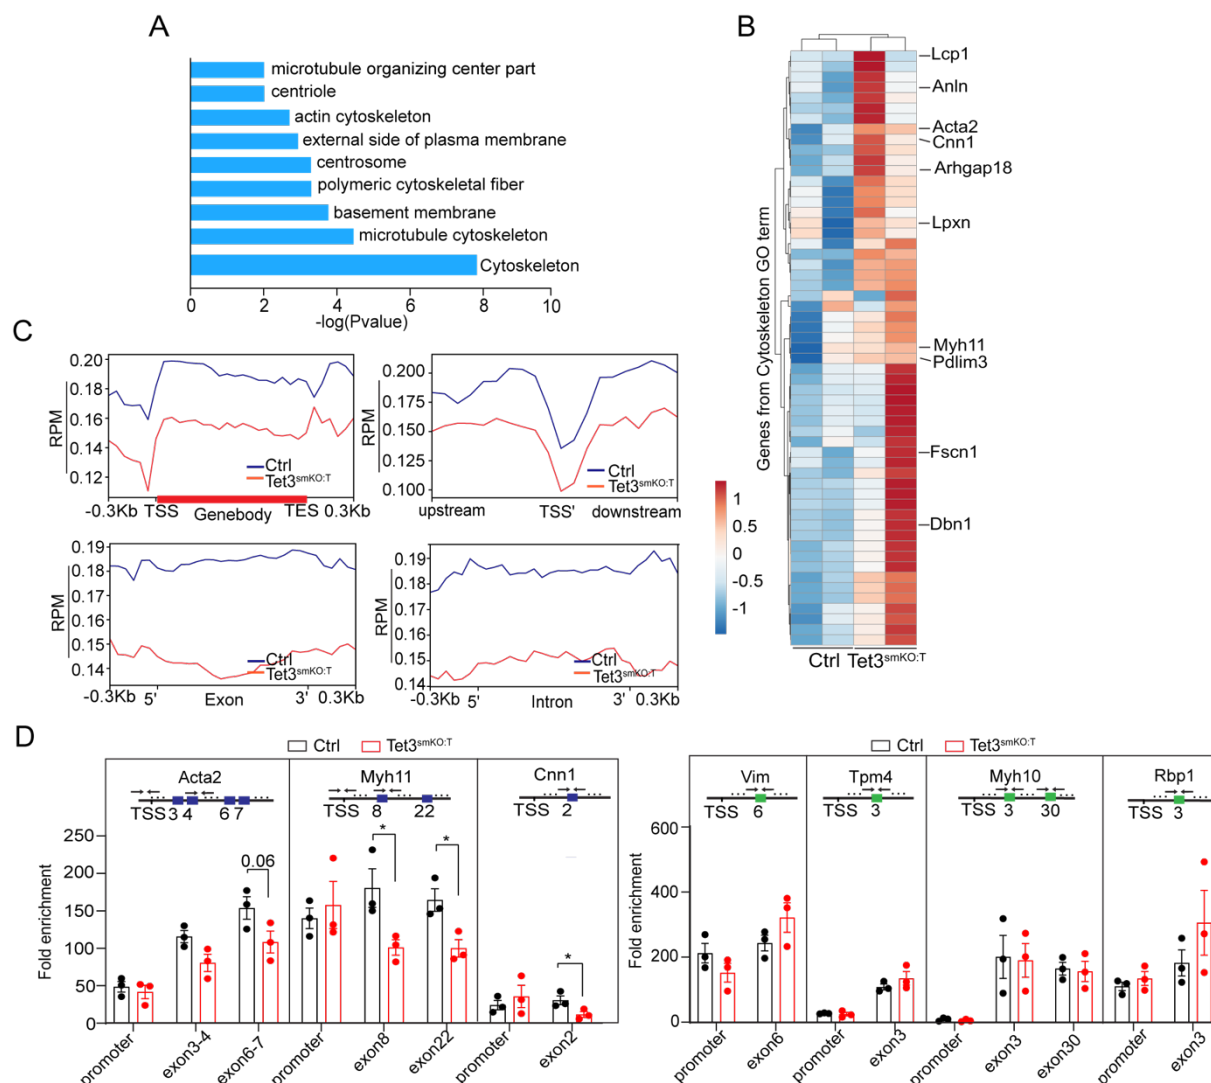 A
microtubule organizing center part
centriole
actin cytoskeleton
external side of plasma membrane
centrosome
polymeric cytoskeletal fiber
basement membrane
microtubule cytoskeleton
Cytoskeleton
0 2 4 6 8 10
-log(Pvalue)
B
Genes from Cytoskeleton GO term
Lcp1
Anln
Acta2
Cnn1
Arhgap18
Lpxn
Myh11
Pdlim3
Fscn1
Dbn1
1
0.5
0
-0.5
-1
Ctrl Tet3smKO:T
C
RPM
0.20
0.18
0.16
0.14
0.12
Ctrl
Tet3smKO:T
-0.3Kb TSS Genebody TES 0.3Kb
RPM
0.200
0.175
0.150
0.125
0.100
Ctrl
Tet3smKO:T
upstream TSS' downstream
RPM
0.19
0.18
0.15
0.14
Ctrl
Tet3smKO:T
-0.3Kb 5' Exon 3' 0.3Kb
RPM
0.19
0.18
0.17
0.16
0.15
0.14
Ctrl
Tet3smKO:T
-0.3Kb 5' Intron 3' 0.3Kb
D
Ctrl Tet3smKO:T
Acta2
TSS 3 4 6 7
Myh11
TSS 8 22
Cnn1
TSS 2
Fold enrichment
250
200
150
100
50
0
0.06
*
*
*
promoter
exon3-4
exon6-7
promoter
exon8
exon22
promoter
exon2
Ctrl Tet3smKO:T
Vim
TSS 6
Tpm4
TSS 3
Myh10
TSS 3 30
Rbp1
TSS 3
Fold enrichment
600
400
200
0
promoter
exon6
promoter
exon3
promoter
exon3
exon30
promoter
exon3